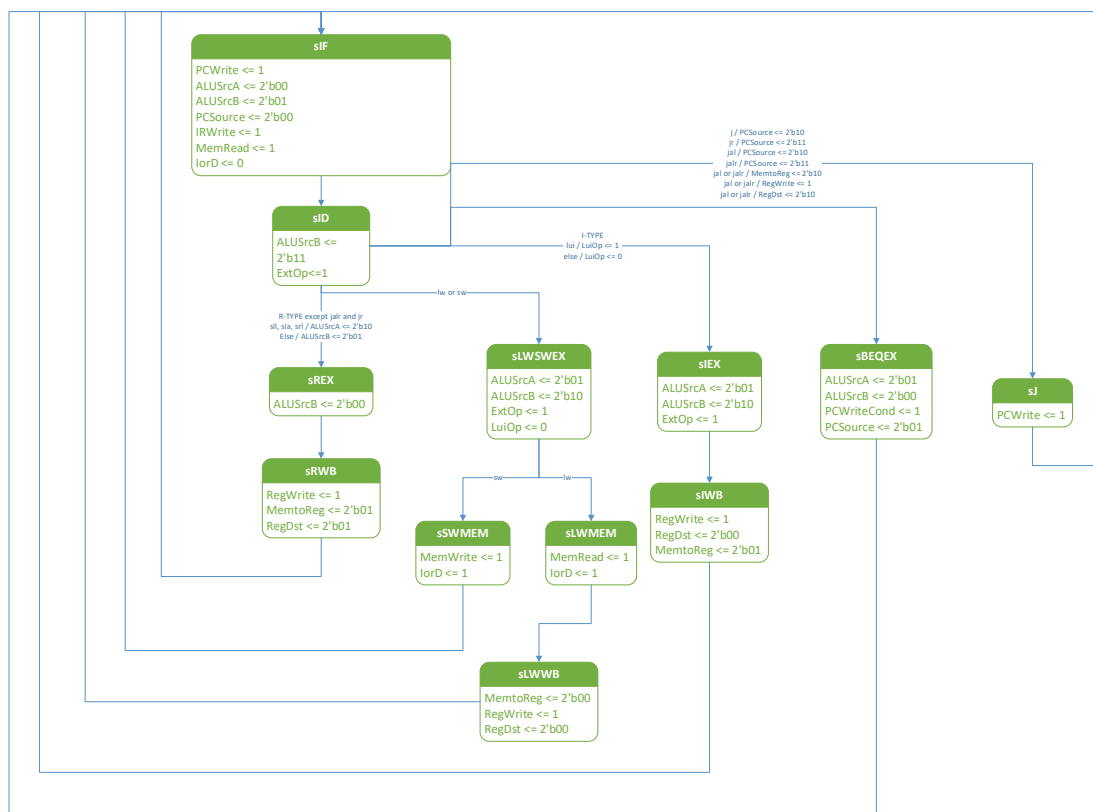 sIF
PCWrite <= 1
ALUSrcA <= 2'b00
ALUSrcB <= 2'b01
PCSource <= 2'b00
IRWrite <= 1
MemRead <= 1
IorD <= 0
j / PCSource <= 2'b10
jr / PCSource <= 2'b11
jal / PCSource <= 2'b10
jalr / PCSource <= 2'b11
jal or jalr / MemtoReg <= 2'b10
jal or jalr / RegWrite <= 1
jal or jalr / RegDst <= 2'b10
sID
ALUSrcB <=
2'b11
ExtOp<=1
I-TYPE
lui / LuiOp <= 1
else / LuiOp <= 0
lw or sw
R-TYPE except jalr and jr
sll, sla, srl / ALUSrcA <= 2'b10
Else / ALUSrcB <= 2'b01
sREX
ALUSrcB <= 2'b00
sLWSWEX
ALUSrcA <= 2'b01
ALUSrcB <= 2'b10
ExtOp <= 1
LuiOp <= 0
sIEX
ALUSrcA <= 2'b01
ALUSrcB <= 2'b10
ExtOp <= 1
sBEQEX
ALUSrcA <= 2'b01
ALUSrcB <= 2'b00
PCWriteCond <= 1
PCSource <= 2'b01
sJ
PCWrite <= 1
sRWB
RegWrite <= 1
MemtoReg <= 2'b01
RegDst <= 2'b01
sw
lw
sSWMEM
MemWrite <= 1
IorD <= 1
sLWMEM
MemRead <= 1
IorD <= 1
sIWB
RegWrite <= 1
RegDst <= 2'b00
MemtoReg <= 2'b01
sLWWB
MemtoReg <= 2'b00
RegWrite <= 1
RegDst <= 2'b00